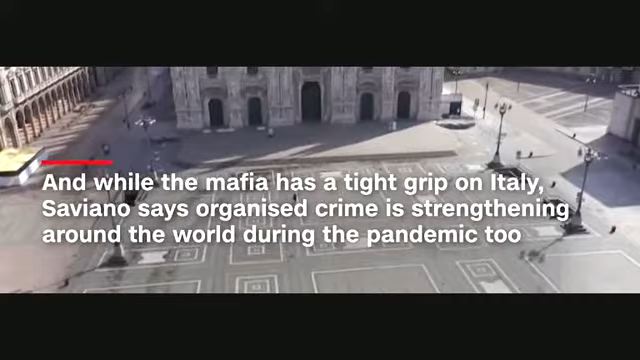 And while the mafia has a tight grip on Italy,
Saviano says organised crime is strengthening
around the world during the pandemic too